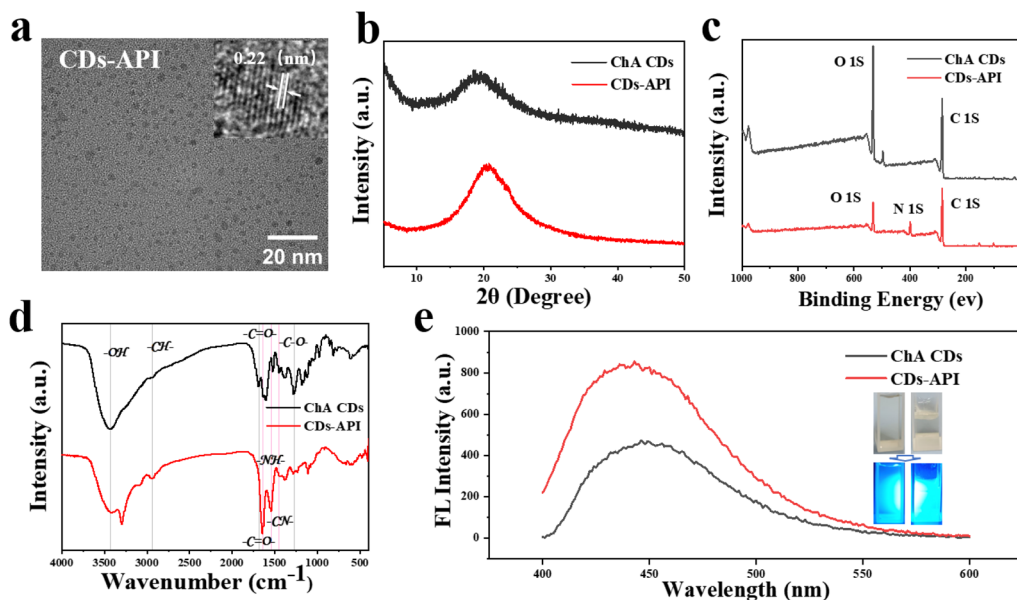 a
CDs-API
0.22 (nm)
20 nm
b
Intensity (a.u.)
ChA CDs
CDs-API
10 20 30 40 50
2θ (Degree)
c
Intensity (a.u.)
O 1S
ChA CDs
CDs-API
C 1S
O 1S
N 1S
C 1S
1000 800 600 400 200
Binding Energy (ev)
d
Intensity (a.u.)
-OH-
-CH-
-C=O-
-C-O-
ChA CDs
CDs-API
-NH-
-CN-
-C=O-
4000 3500 3000 2500 2000 1500 1000 500
Wavenumber (cm-1)
e
FL Intensity (a.u.)
1000
800
600
400
200
0
ChA CDs
CDs-API
400 450 500 550 600
Wavelength (nm)